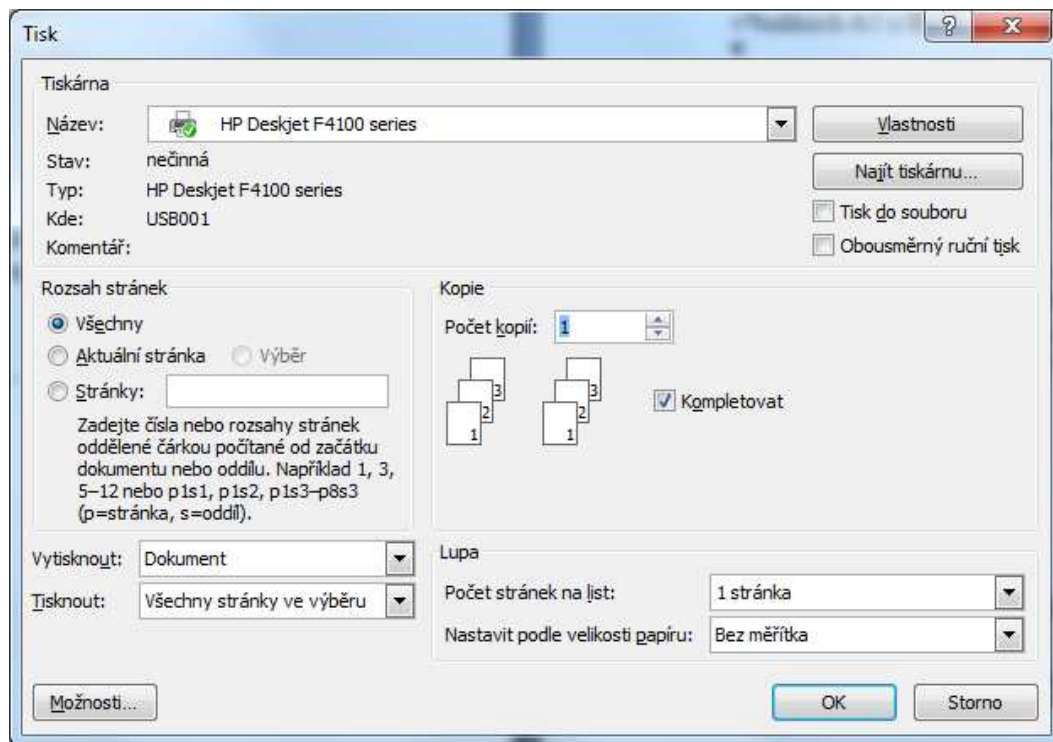 Tisk
Tiskárna
Název: HP Deskjet F4100 series Vlastnosti
Stav: nečinná
Najít tiskárnu...
Typ: HP Deskjet F4100 series
Kde: USB001
Tisk do souboru
Komentář:
Obousměrný ruční tisk
Rozsah stránek
Všechny
Aktuální stránka Výběr
Stránky:
Zadejte čísla nebo rozsahy stránek
oddělené čárkou počítané od začátku
dokumentu nebo oddílu. Například 1, 3,
5–12 nebo p1s1, p1s2, p1s3–p8s3
(p=stránka, s=oddíl).
Kopie
Počet kopií: 1
3 3
2 2
1 1
Kompletovat
Vytisknout: Dokument
Tisknout: Všechny stránky ve výběru
Lupa
Počet stránek na list: 1 stránka
Nastavit podle velikosti papíru: Bez měřítka
Možnosti... OK Storno